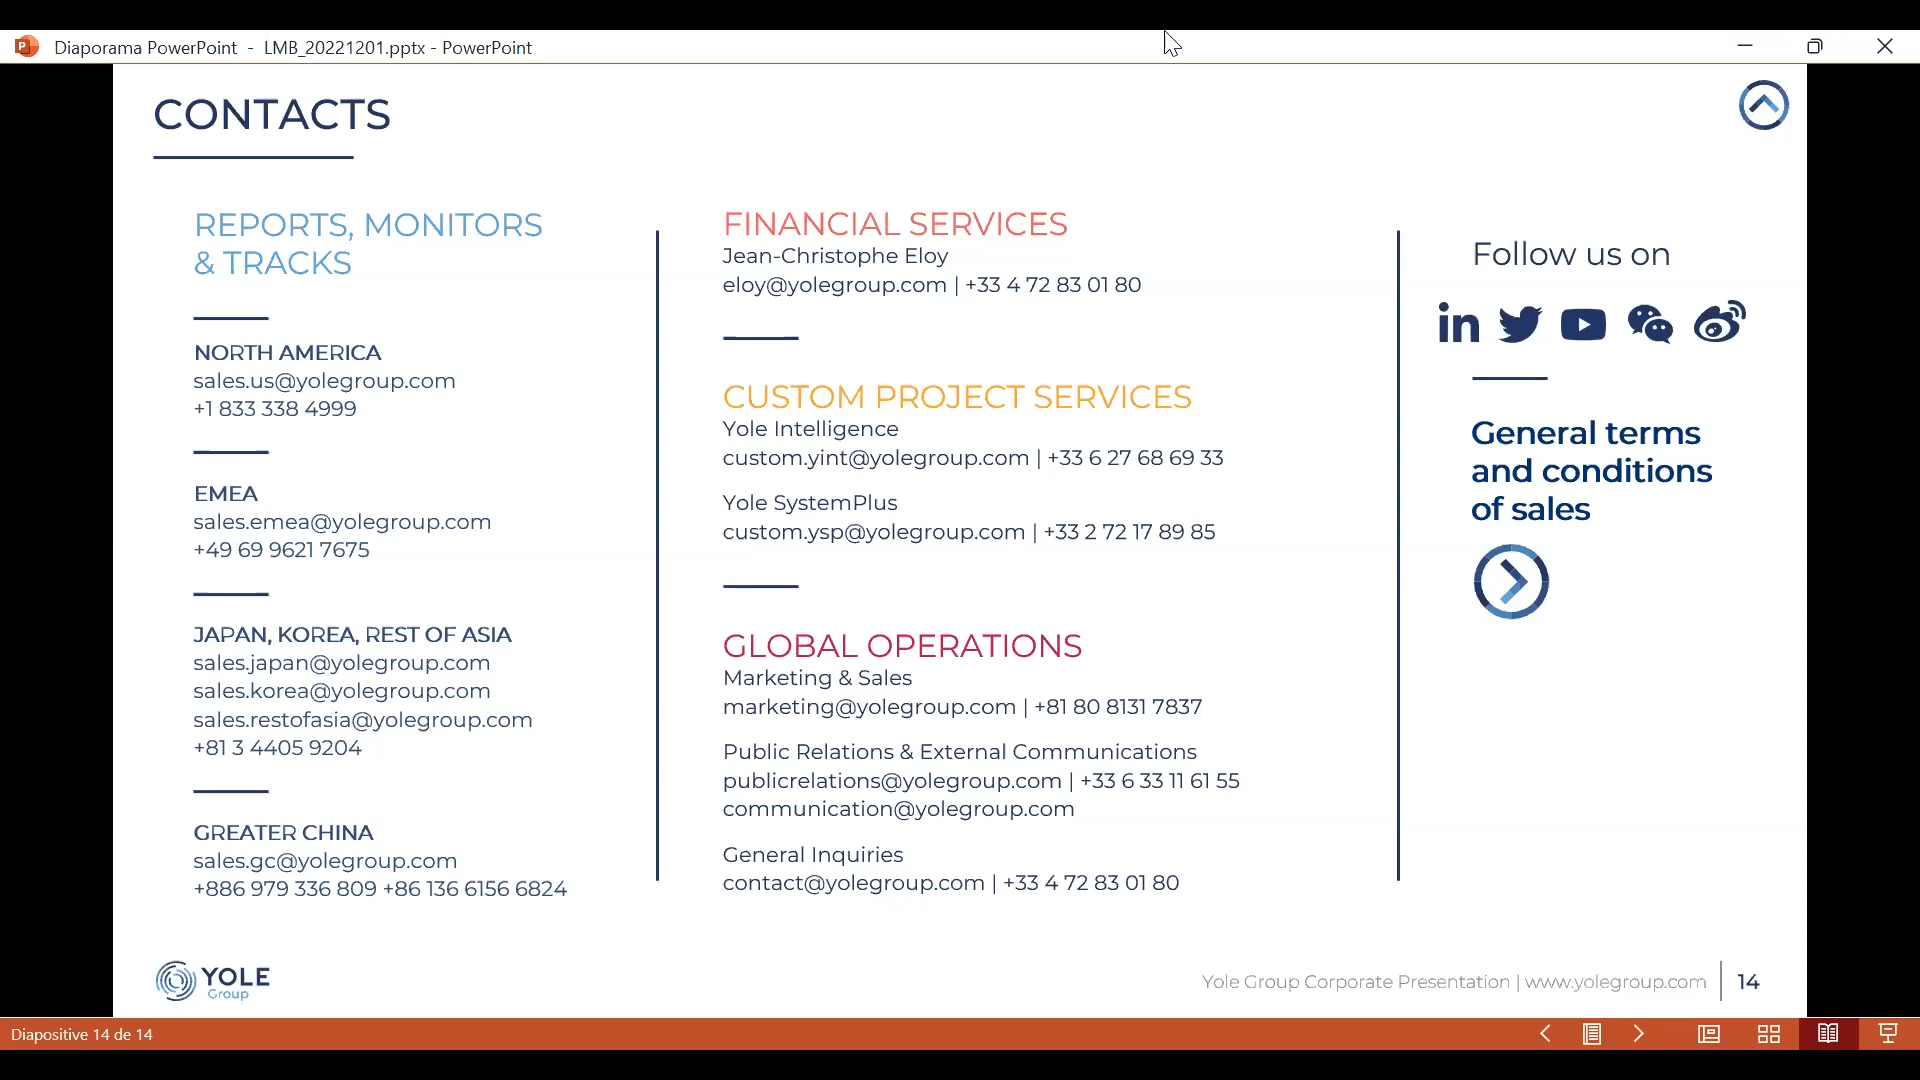 Diaporama PowerPoint - LMB_20221201.pptx - PowerPoint
CONTACTS
REPORTS, MONITORS
& TRACKS
NORTH AMERICA
sales.us@yolegroup.com
+1 833 338 4999
EMEA
sales.emea@yolegroup.com
+49 69 9621 7675
JAPAN, KOREA, REST OF ASIA
sales.japan@yolegroup.com
sales.korea@yolegroup.com
sales.restofasia@yolegroup.com
+81 3 4405 9204
GREATER CHINA
sales.gc@yolegroup.com
+886 979 336 809 +86 136 6156 6824
FINANCIAL SERVICES
Jean-Christophe Eloy
eloy@yolegroup.com | +33 4 72 83 01 80
CUSTOM PROJECT SERVICES
Yole Intelligence
custom.yint@yolegroup.com | +33 6 27 68 69 33
Yole SystemPlus
custom.ysp@yolegroup.com | +33 2 72 17 89 85
GLOBAL OPERATIONS
Marketing & Sales
marketing@yolegroup.com | +81 80 8131 7837
Public Relations & External Communications
publicrelations@yolegroup.com | +33 6 33 11 61 55
communication@yolegroup.com
General Inquiries
contact@yolegroup.com | +33 4 72 83 01 80
Follow us on
in
General terms
and conditions
of sales
YOLE
Group
Yole Group Corporate Presentation | www.yolegroup.com
14
Diapositive 14 de 14